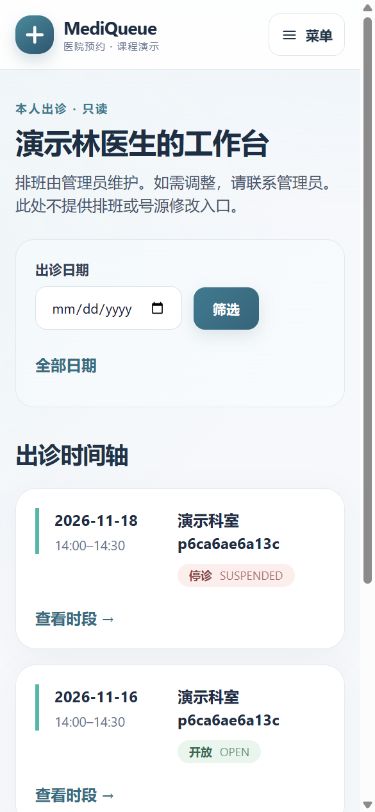 MediQueue
医院预约 · 课程演示
菜单
本人出诊 · 只读
演示林医生的工作台
排班由管理员维护。如需调整，请联系管理员。
此处不提供排班或号源修改入口。
出诊日期
mm/dd/yyyy
筛选
全部日期
出诊时间轴
2026-11-18
14:00–14:30
演示科室
p6ca6ae6a13c
停诊 SUSPENDED
查看时段 →
2026-11-16
14:00–14:30
演示科室
p6ca6ae6a13c
开放 OPEN
查看时段 →